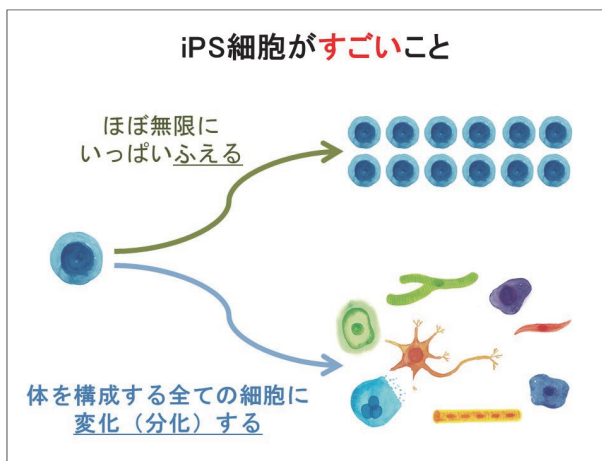 iPS細胞がすごいこと
ほぼ無限に
いっぱいふえる
体を構成する全ての細胞に
変化（分化）する